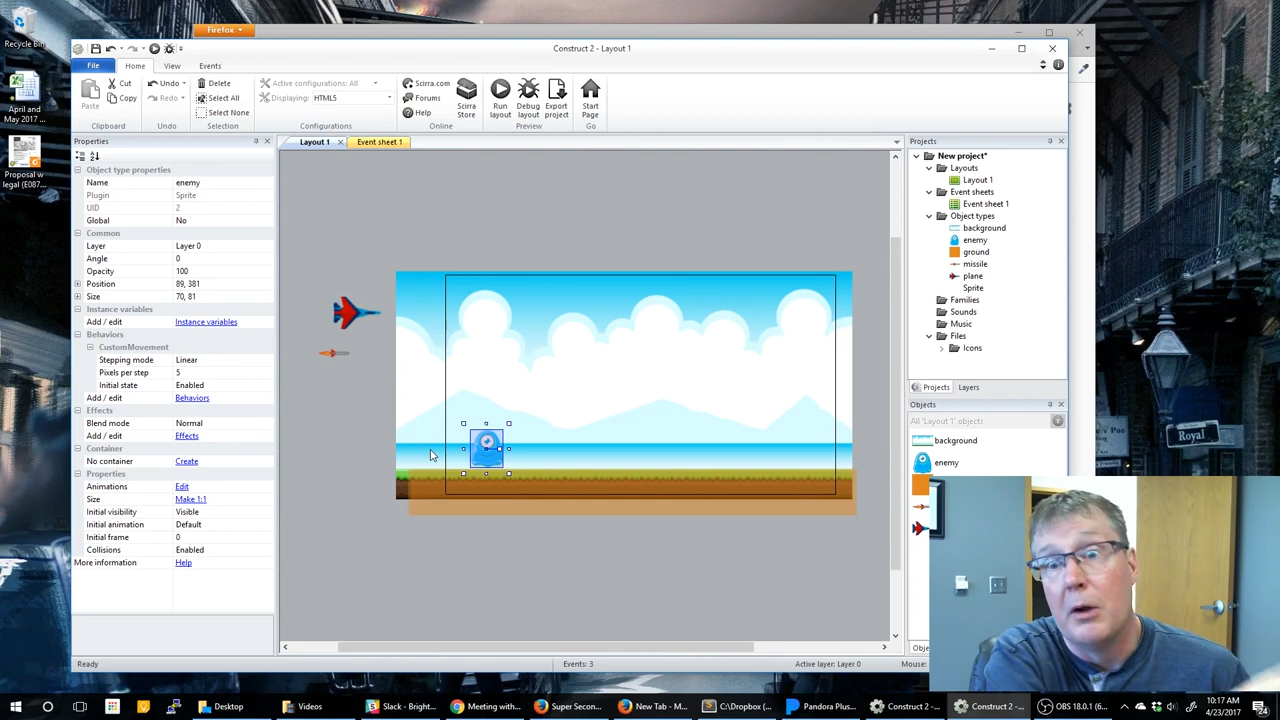 Recycle Bin
April and
May 2017 ...
Proposal w
legal (E087...
Firefox
Construct 2 - Layout 1
File
Home
View
Events
Paste
Cut
Copy
Clipboard
Undo
Redo
Undo
Delete
Select All
Select None
Selection
Active configurations: All
Displaying:
HTML5
Configurations
Scirra.com
Forums
Help
Scirra
Store
Online
Run
layout
Debug
layout
Export
project
Preview
Start
Page
Go
Properties
Object type properties
Name
enemy
Plugin
Sprite
UID
2
Global
No
Common
Layer
Layer 0
Angle
0
Opacity
100
Position
89, 381
Size
70, 81
Instance variables
Add / edit
Instance variables
Behaviors
CustomMovement
Stepping mode
Linear
Pixels per step
5
Initial state
Enabled
Add / edit
Behaviors
Effects
Blend mode
Normal
Add / edit
Effects
Container
No container
Create
Properties
Animations
Edit
Size
Make 1:1
Initial visibility
Visible
Initial animation
Default
Initial frame
0
Collisions
Enabled
More information
Help
Layout 1
Event sheet 1
Projects
New project*
Layouts
Layout 1
Event sheets
Event sheet 1
Object types
background
enemy
ground
missile
plane
Sprite
Families
Sounds
Music
Files
Icons
Projects
Layers
Objects
All 'Layout 1' objects
background
enemy
Royal
Ready
Events: 3
Active layer: Layer 0
Mouse:
Desktop
Videos
Slack - Bright...
Meeting with...
Super Secon...
New Tab - M...
C:\Dropbox (...
Pandora Plus...
Construct 2 -...
Construct 2 -...
OBS 18.0.1 (6...
10:17 AM
4/23/2017
24